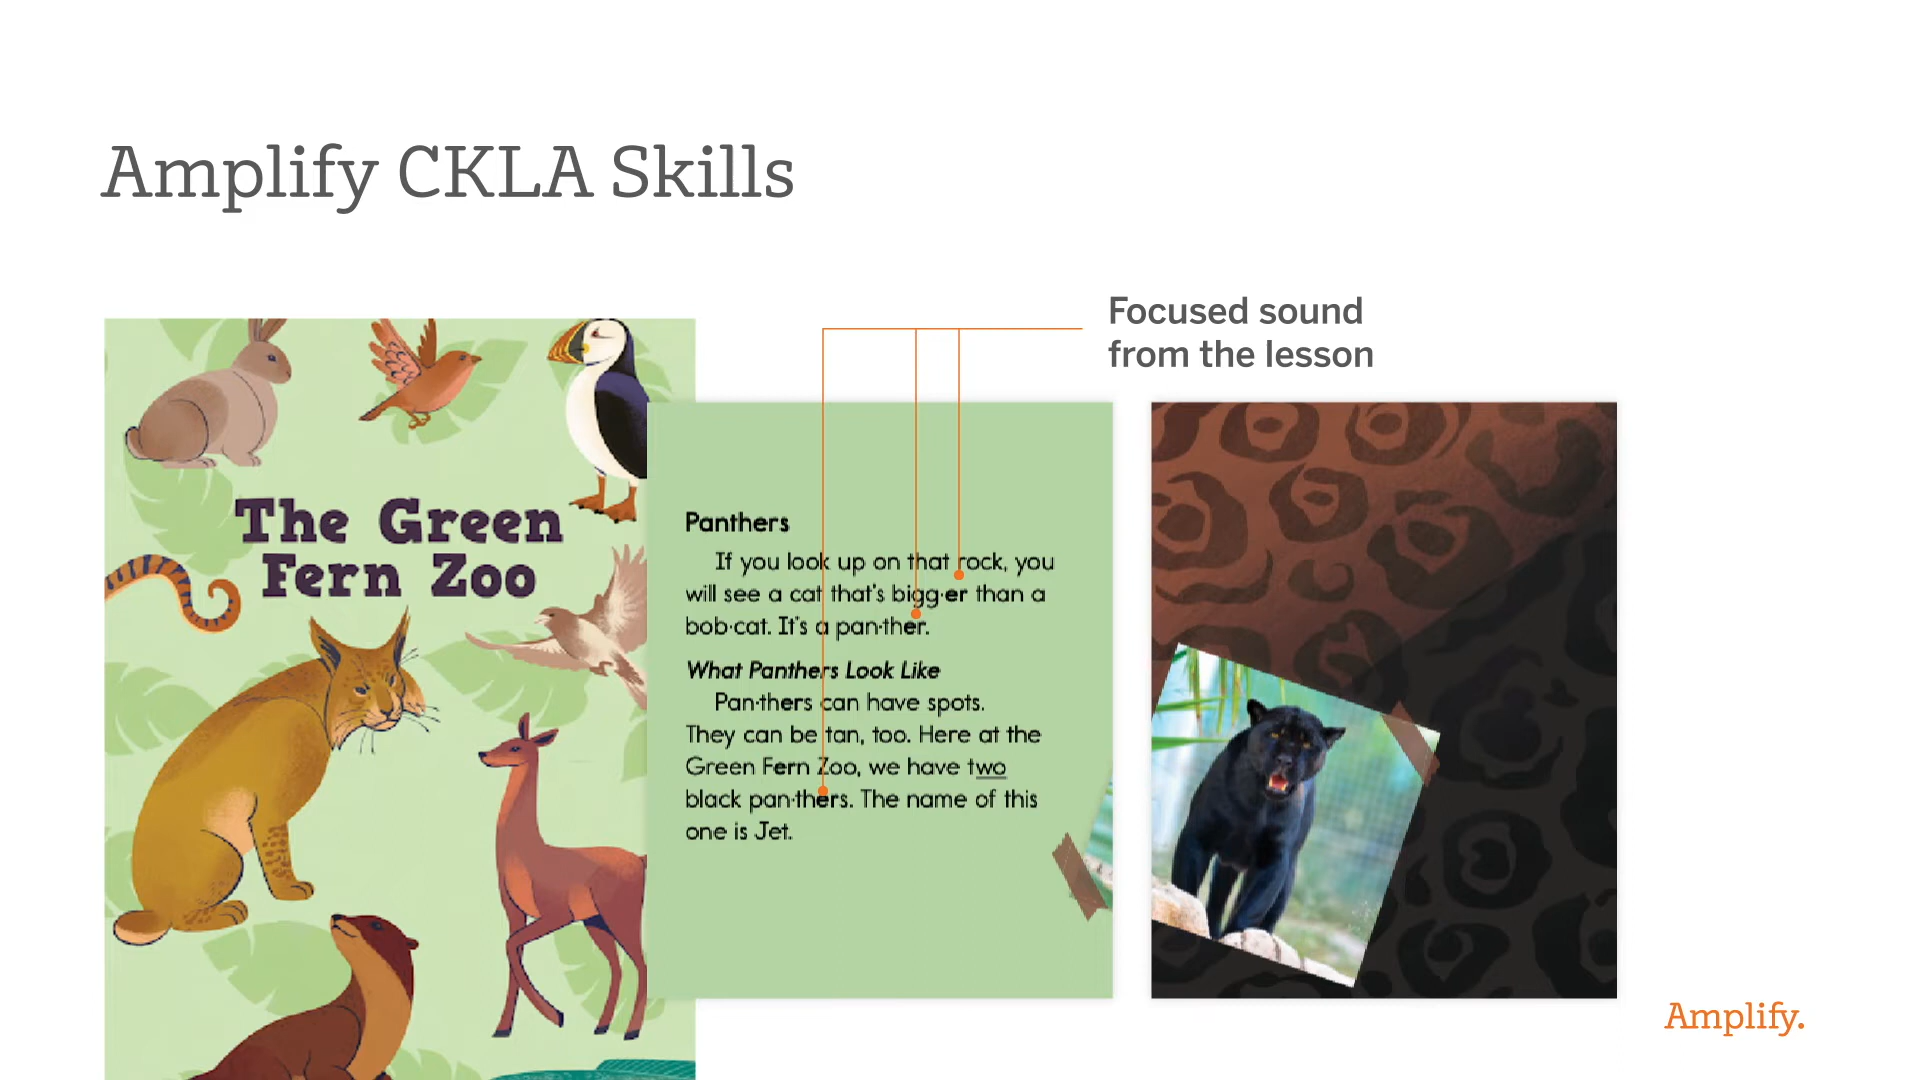 Amplify CKLA Skills
Focused sound
from the lesson
The Green
Fern Zoo
Panthers
If you look up on that rock, you
will see a cat that's bigg·er than a
bob·cat. It's a pan·ther.
What Panthers Look Like
Pan·thers can have spots.
They can be tan, too. Here at the
Green Fern Zoo, we have two
black pan·thers. The name of this
one is Jet.
Amplify.